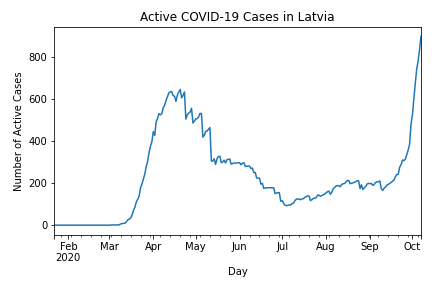 Active COVID-19 Cases in Latvia
Number of Active Cases
800
600
400
200
0
Feb Mar Apr May Jun Jul Aug Sep Oct
2020
Day